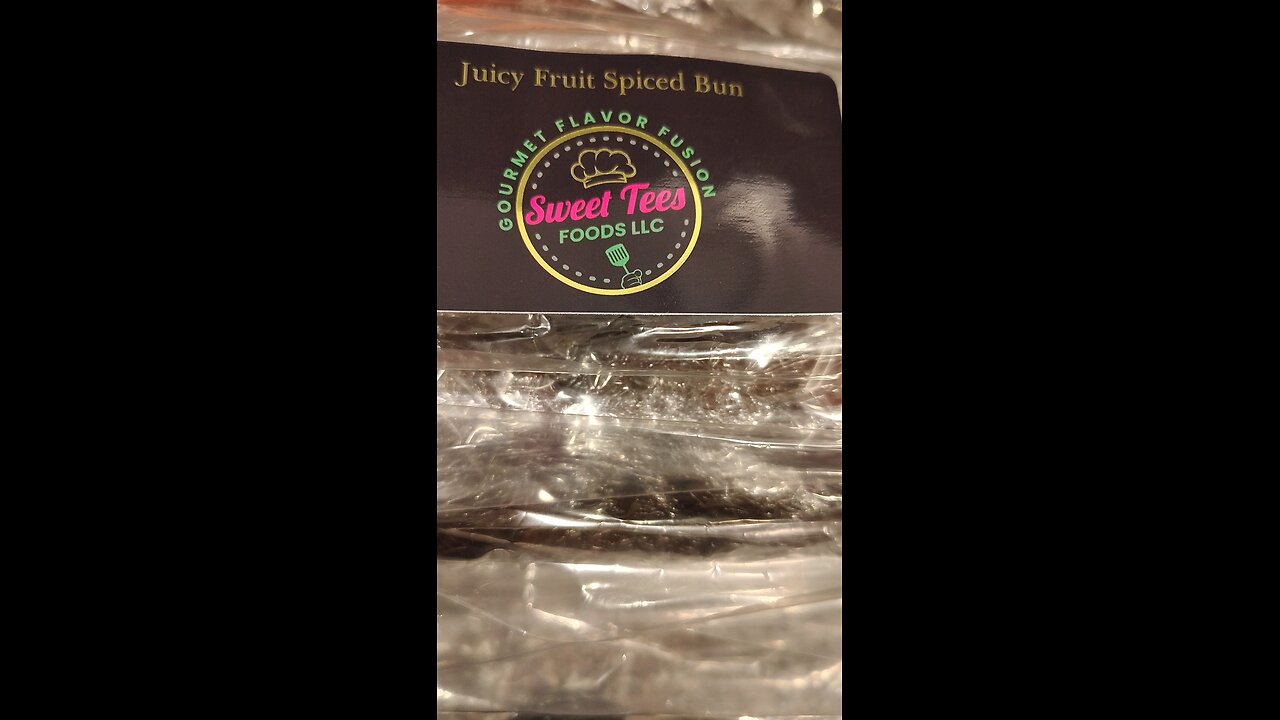 Juicy Fruit Spiced Bun
GOURMET FLAVOR FUSION
Sweet Tees
FOODS LLC